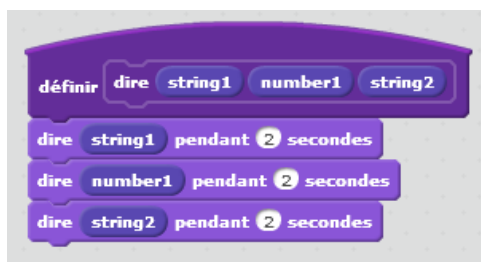 définir dire string1 number1 string2
dire string1 pendant 2 secondes
dire number1 pendant 2 secondes
dire string2 pendant 2 secondes